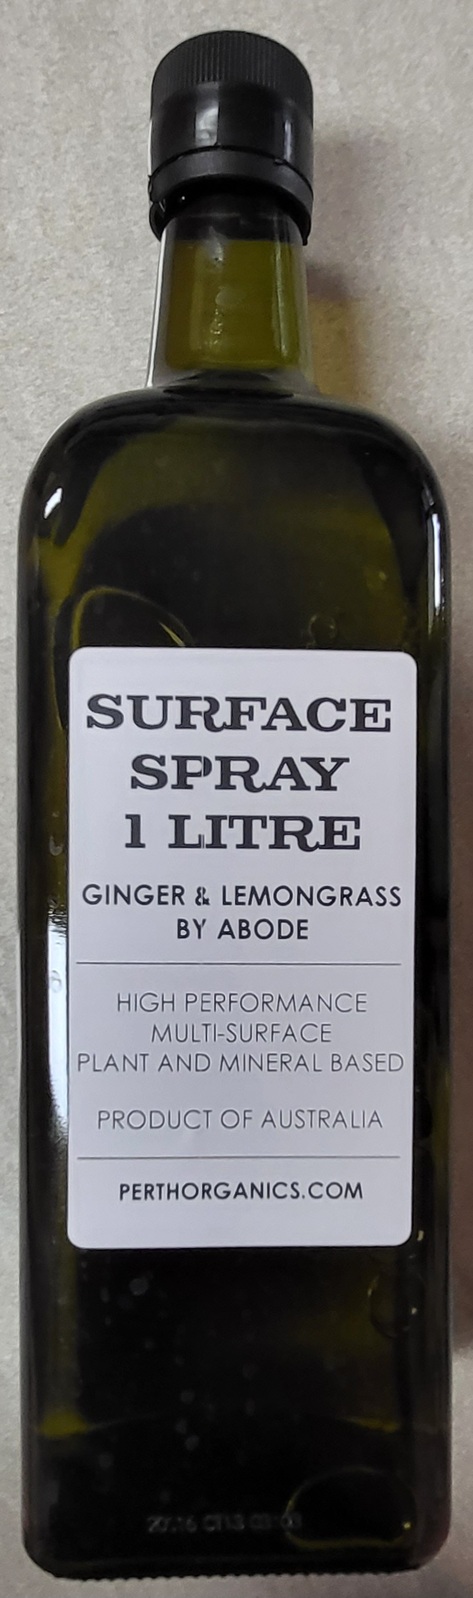 SURFACE
SPRAY
1 LITRE
GINGER & LEMONGRASS
BY ABODE
HIGH PERFORMANCE
MULTI-SURFACE
PLANT AND MINERAL BASED
PRODUCT OF AUSTRALIA
PERTHORGANICS.COM